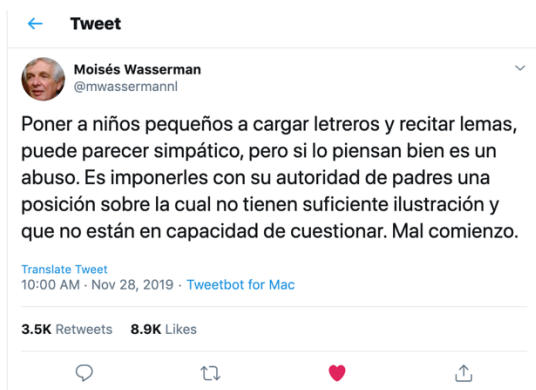 Tweet
Moisés Wasserman
@mwassermannl
Poner a niños pequeños a cargar letreros y recitar lemas,
puede parecer simpático, pero si lo piensan bien es un
abuso. Es imponerles con su autoridad de padres una
posición sobre la cual no tienen suficiente ilustración y
que no están en capacidad de cuestionar. Mal comienzo.
Translate Tweet
10:00 AM · Nov 28, 2019 · Tweetbot for Mac
3.5K Retweets 8.9K Likes